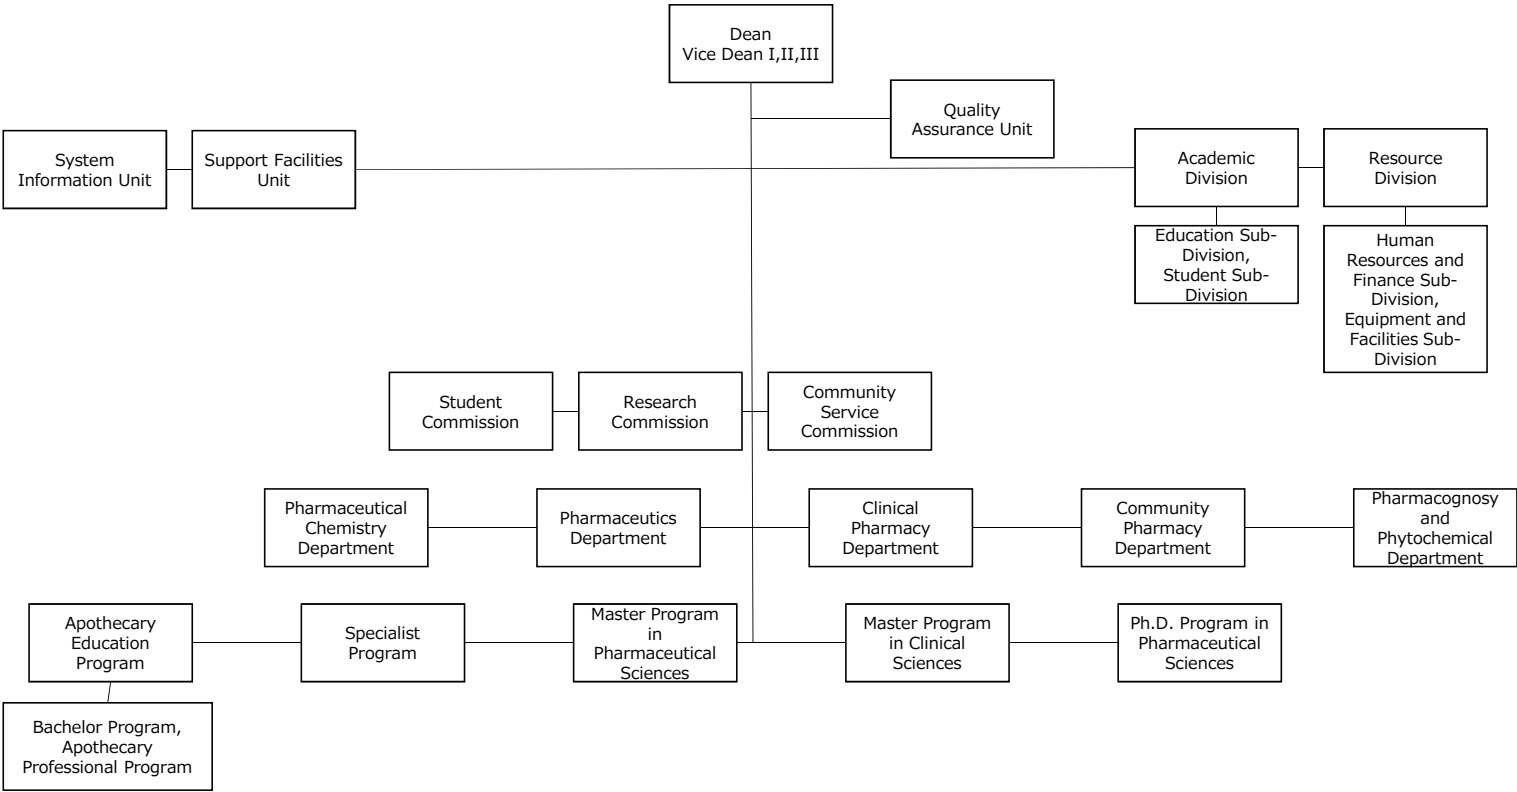 Dean
Vice Dean I,II,III
Quality
Assurance Unit
System
Information Unit
Support Facilities
Unit
Academic
Division
Resource
Division
Education Sub-
Division,
Student Sub-
Division
Human
Resources and
Finance Sub-
Division,
Equipment and
Facilities Sub-
Division
Student
Commission
Research
Commission
Community
Service
Commission
Pharmaceutical
Chemistry
Department
Pharmaceutics
Department
Clinical
Pharmacy
Department
Community
Pharmacy
Department
Pharmacognosy
and
Phytochemical
Department
Apothecary
Education
Program
Specialist
Program
Master Program
in
Pharmaceutical
Sciences
Master Program
in Clinical
Sciences
Ph.D. Program in
Pharmaceutical
Sciences
Bachelor Program,
Apothecary
Professional Program